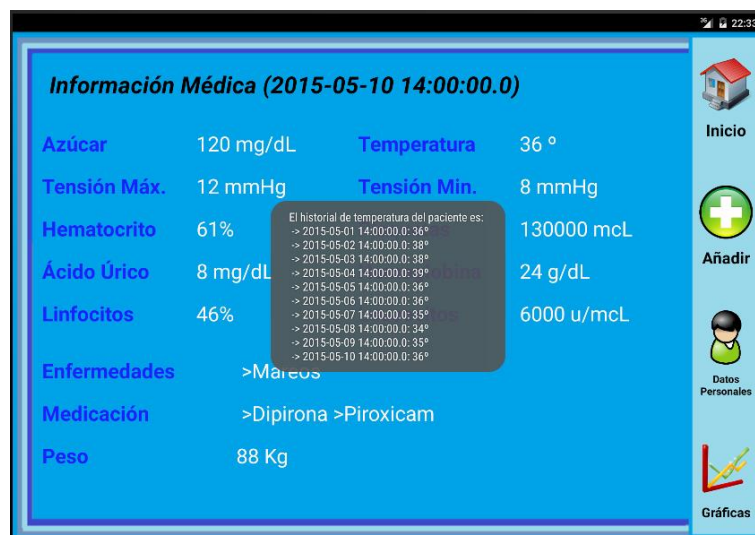 22:33
Información Médica (2015-05-10 14:00:00.0)
Azúcar 120 mg/dL Temperatura 36 º
Tensión Máx. 12 mmHg Tensión Min. 8 mmHg
Hematocrito 61% 130000 mcL
Ácido Úrico 8 mg/dL 24 g/dL
Linfocitos 46% 6000 u/mcL
El historial de temperatura del paciente es:
-> 2015-05-01 14:00:00.0: 36º
-> 2015-05-02 14:00:00.0: 38º
-> 2015-05-03 14:00:00.0: 38º
-> 2015-05-04 14:00:00.0: 39º
-> 2015-05-05 14:00:00.0: 36º
-> 2015-05-06 14:00:00.0: 36º
-> 2015-05-07 14:00:00.0: 35º
-> 2015-05-08 14:00:00.0: 34º
-> 2015-05-09 14:00:00.0: 35º
-> 2015-05-10 14:00:00.0: 36º
Enfermedades >Mareos
Medicación >Dipirona >Piroxicam
Peso 88 Kg
Inicio
Añadir
Datos
Personales
Gráficas